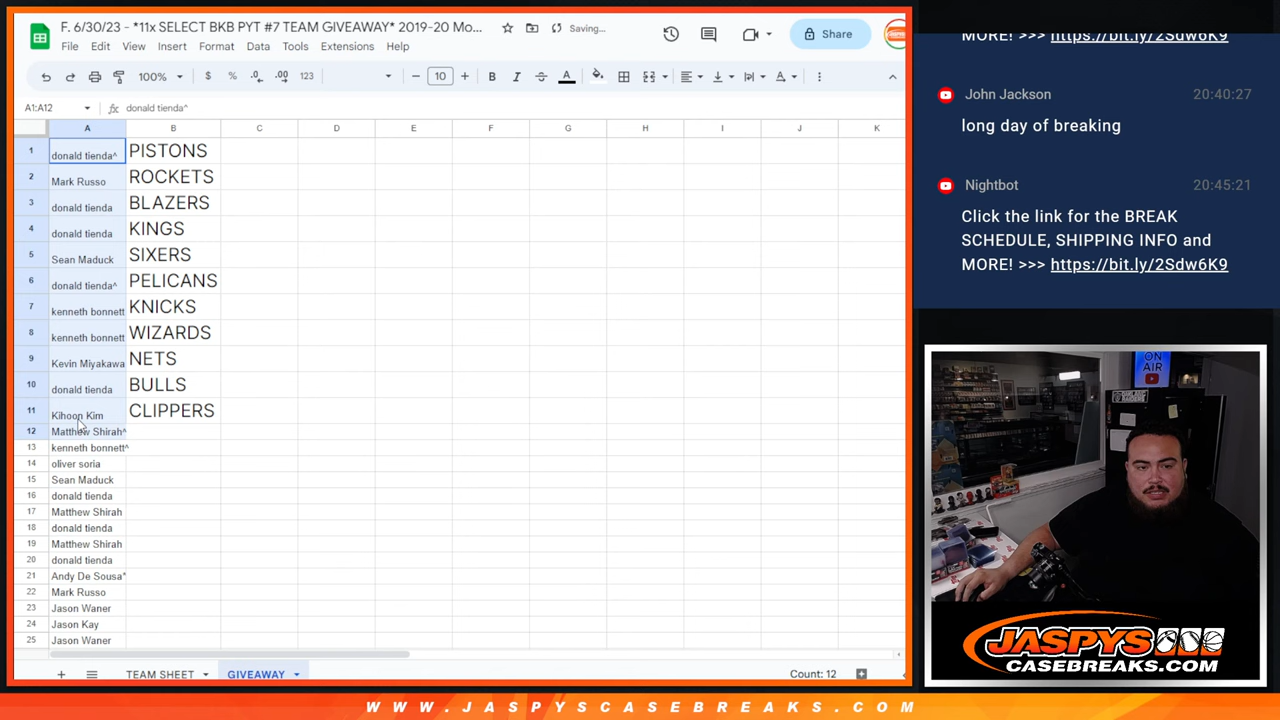 F. 6/30/23 - *11x SELECT BKB PYT #7 TEAM GIVEAWAY* 2019-20 Mo...
Saving...
Share
File Edit View Insert Format Data Tools Extensions Help
100% $ % .0 .00 123 10 B I A
A1:A12 fx donald tienda^
A B C D E F G H I J K
1 donald tienda^ PISTONS
2 Mark Russo ROCKETS
3 donald tienda BLAZERS
4 donald tienda KINGS
5 Sean Maduck SIXERS
6 donald tienda^ PELICANS
7 kenneth bonnett KNICKS
8 kenneth bonnett WIZARDS
9 Kevin Miyakawa NETS
10 donald tienda BULLS
11 Kihoon Kim CLIPPERS
12 Matthew Shirah^
13 kenneth bonnett^
14 oliver soria
15 Sean Maduck
16 donald tienda
17 Matthew Shirah
18 donald tienda
19 Matthew Shirah
20 donald tienda
21 Andy De Sousa*
22 Mark Russo
23 Jason Waner
24 Jason Kay
25 Jason Waner
TEAM SHEET GIVEAWAY Count: 12
MORE! >>> https://bit.ly/2Sdw6K9
John Jackson 20:40:27
long day of breaking
Nightbot 20:45:21
Click the link for the BREAK
SCHEDULE, SHIPPING INFO and
MORE! >>> https://bit.ly/2Sdw6K9
ON
AIR
JASPYS
CASEBREAKS.COM
WWW.JASPYSCASEBREAKS.COM